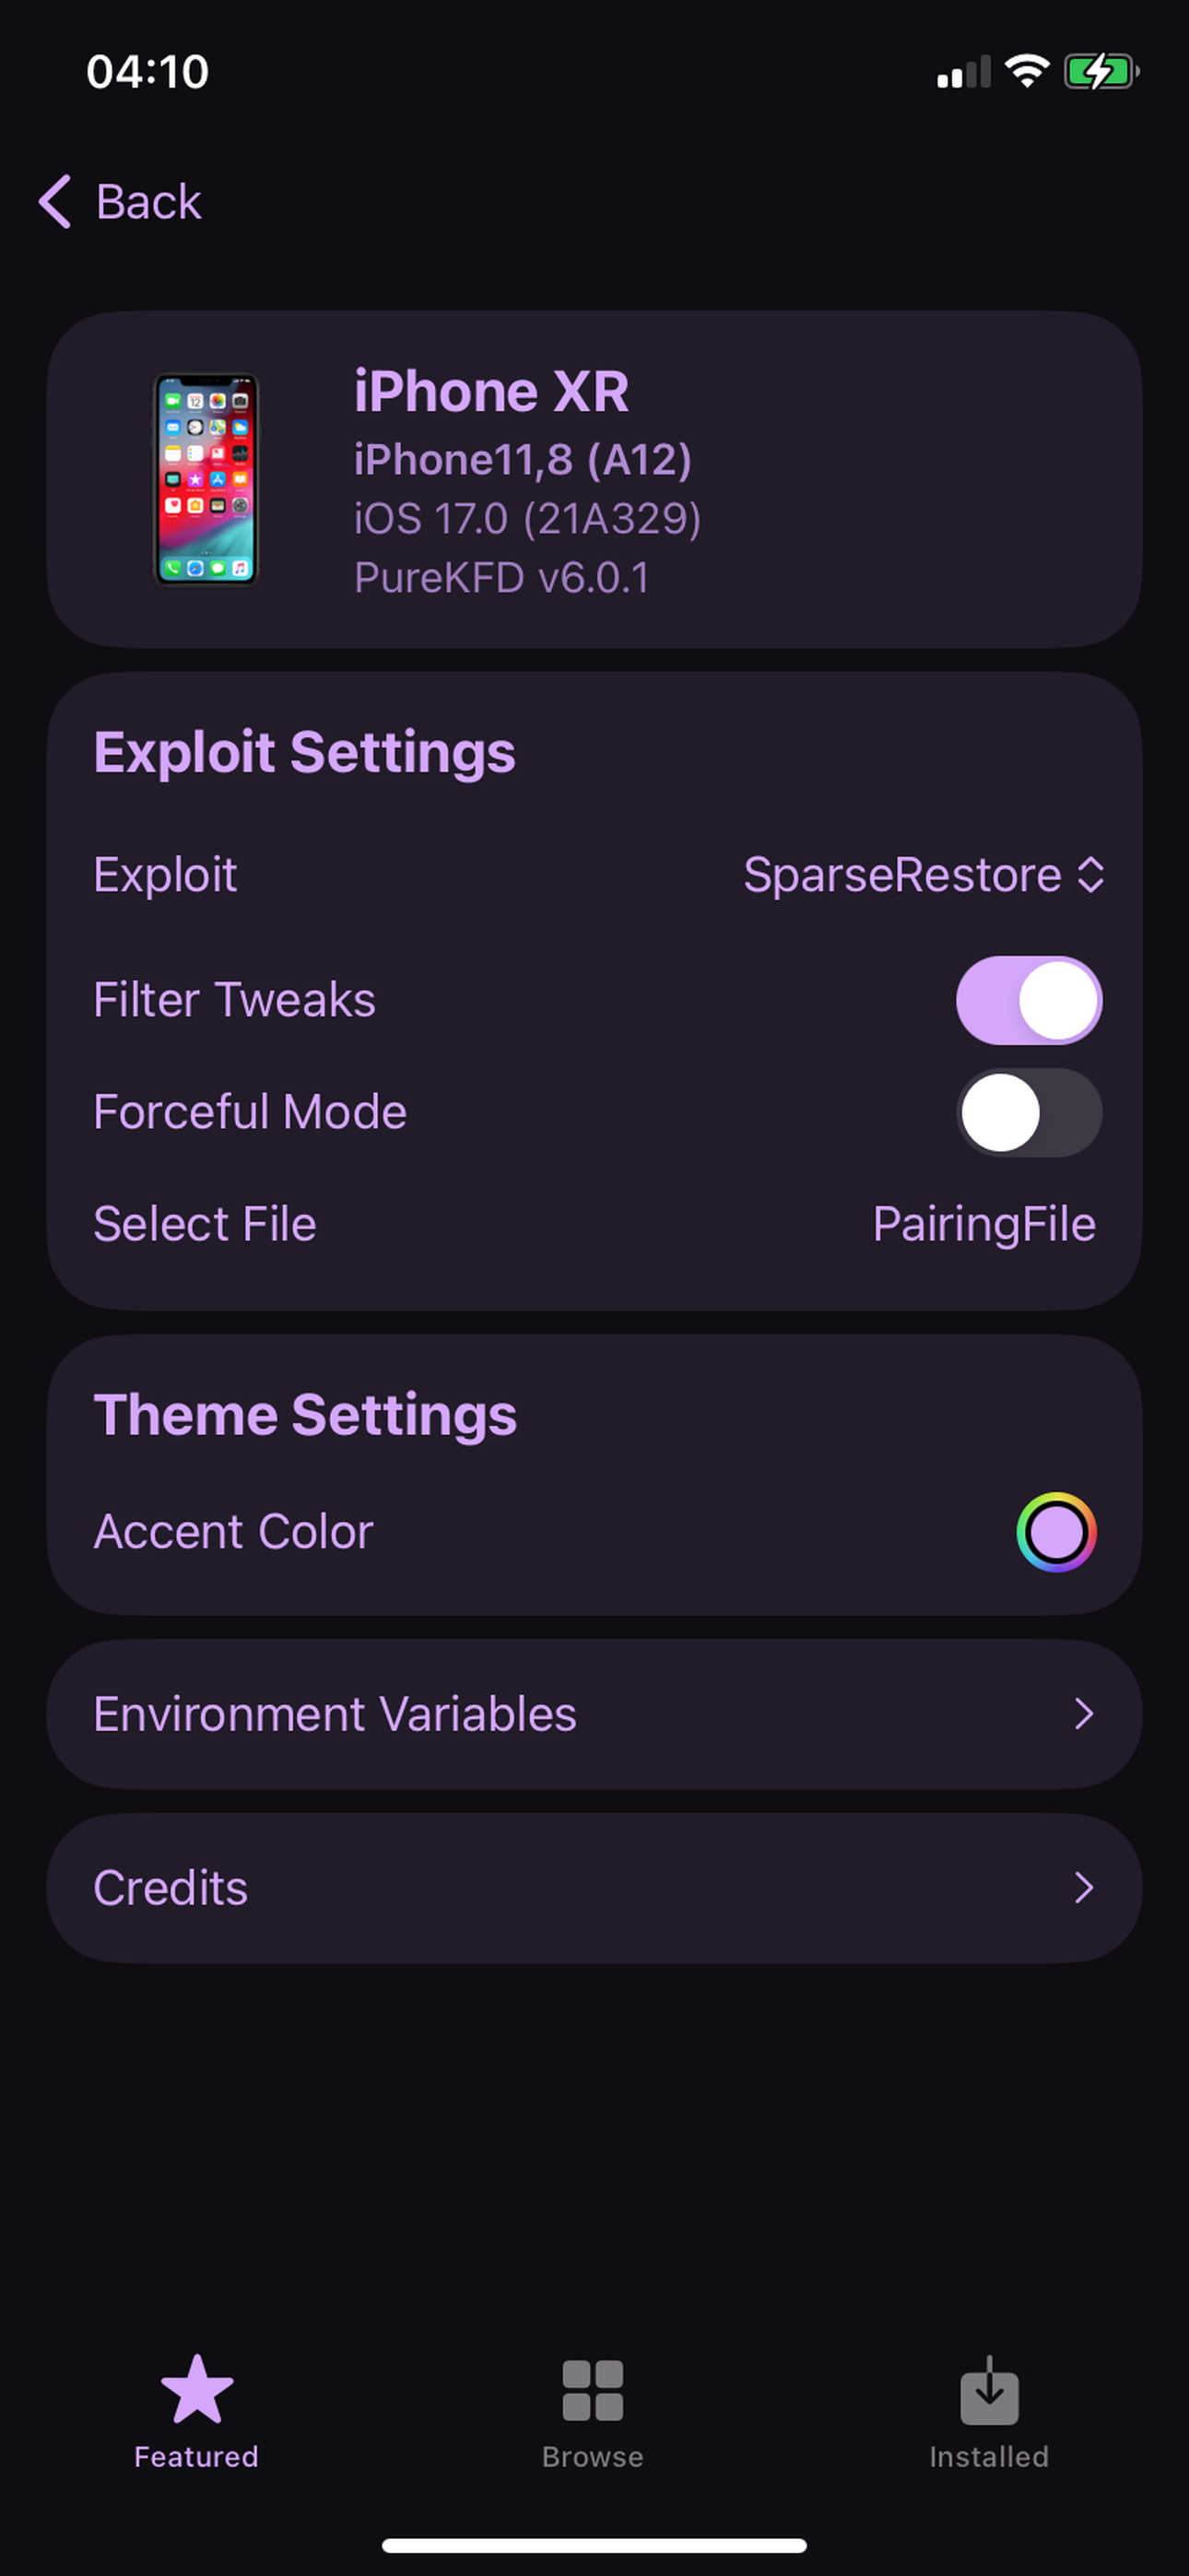 04:10
Back
iPhone XR
iPhone11,8 (A12)
iOS 17.0 (21A329)
PureKFD v6.0.1
Exploit Settings
Exploit SparseRestore
Filter Tweaks
Forceful Mode
Select File PairingFile
Theme Settings
Accent Color
Environment Variables
Credits
Featured Browse Installed